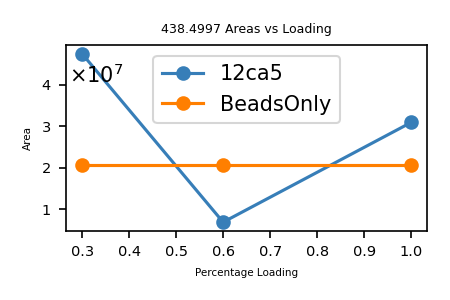 438.4997 Areas vs Loading
×10⁷
12ca5
BeadsOnly
Area
4
3
2
1
0.3 0.4 0.5 0.6 0.7 0.8 0.9 1.0
Percentage Loading